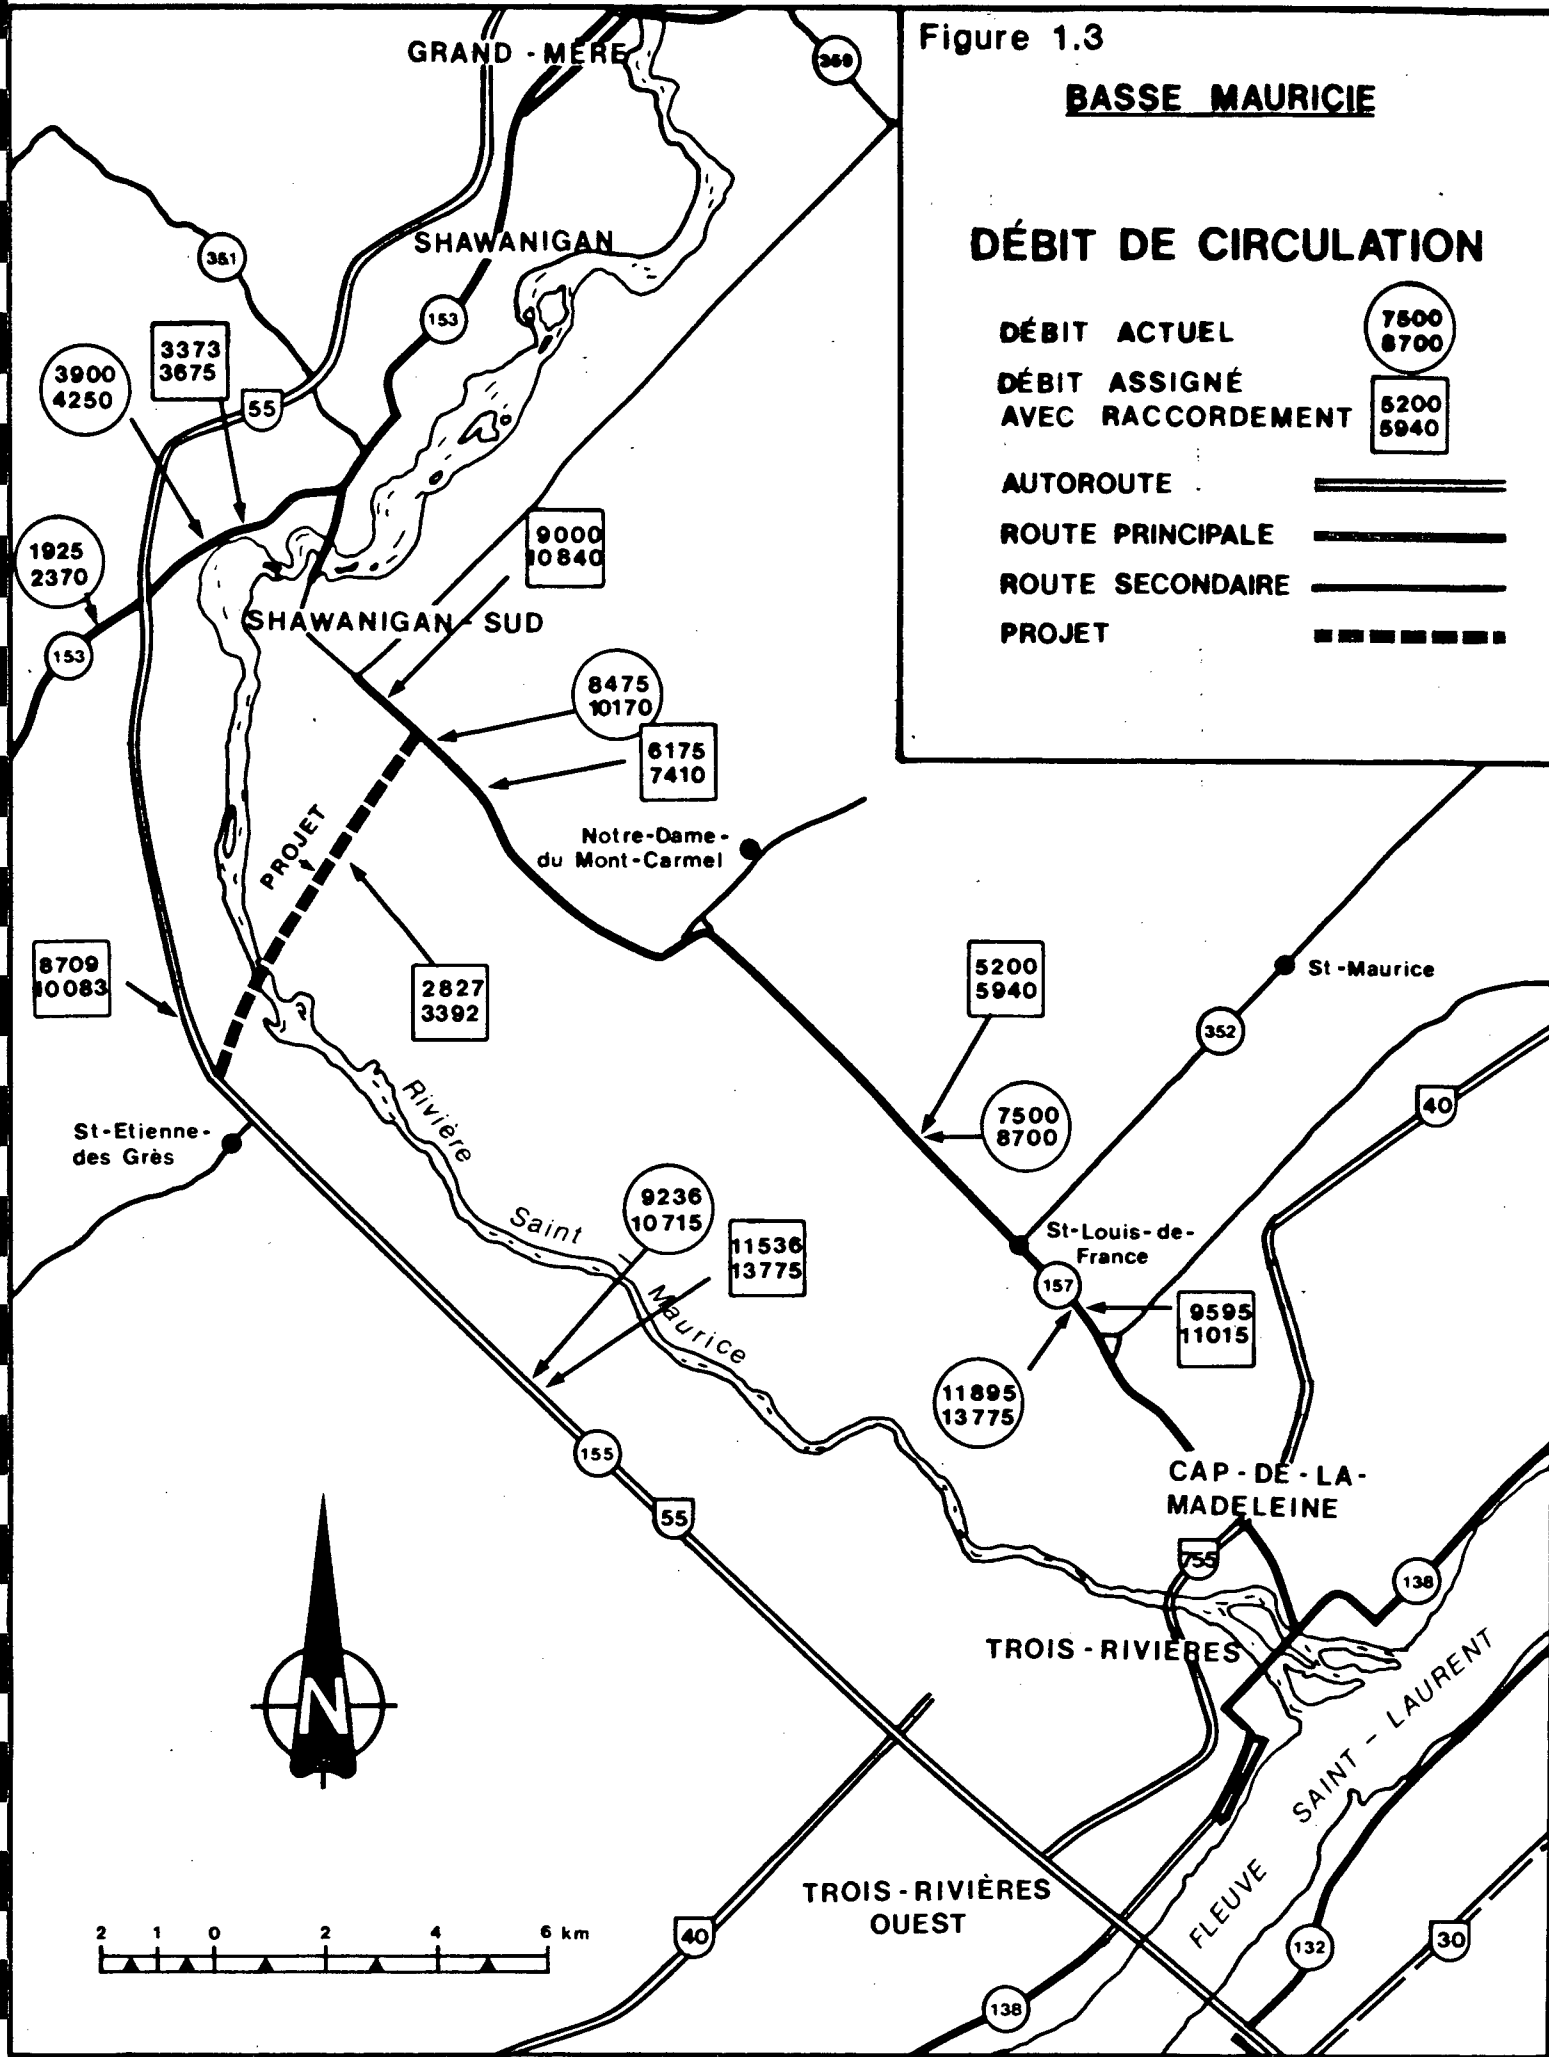 Figure 1.3
BASSE MAURICIE
DÉBIT DE CIRCULATION
DÉBIT ACTUEL
7500
8700
DÉBIT ASSIGNÉ
AVEC RACCORDEMENT
5200
5940
AUTOROUTE
ROUTE PRINCIPALE
ROUTE SECONDAIRE
PROJET
GRAND-MÈRE
359
SHAWANIGAN
351
153
3373
3675
3900
4250
55
1925
2370
153
9000
10840
SHAWANIGAN-SUD
8475
10170
6175
7410
PROJET
Notre-Dame-
du Mont-Carmel
8709
10083
2827
3392
5200
5940
St-Maurice
352
40
7500
8700
St-Etienne-
des Grès
Rivière
Saint
Maurice
9236
10715
11536
13775
St-Louis-de-
France
157
9595
11015
11895
13775
155
55
CAP-DE-LA-
MADELEINE
755
138
TROIS-RIVIÈRES
N
FLEUVE SAINT-LAURENT
TROIS-RIVIÈRES
OUEST
40
132
30
138
2 1 0 2 4 6 km